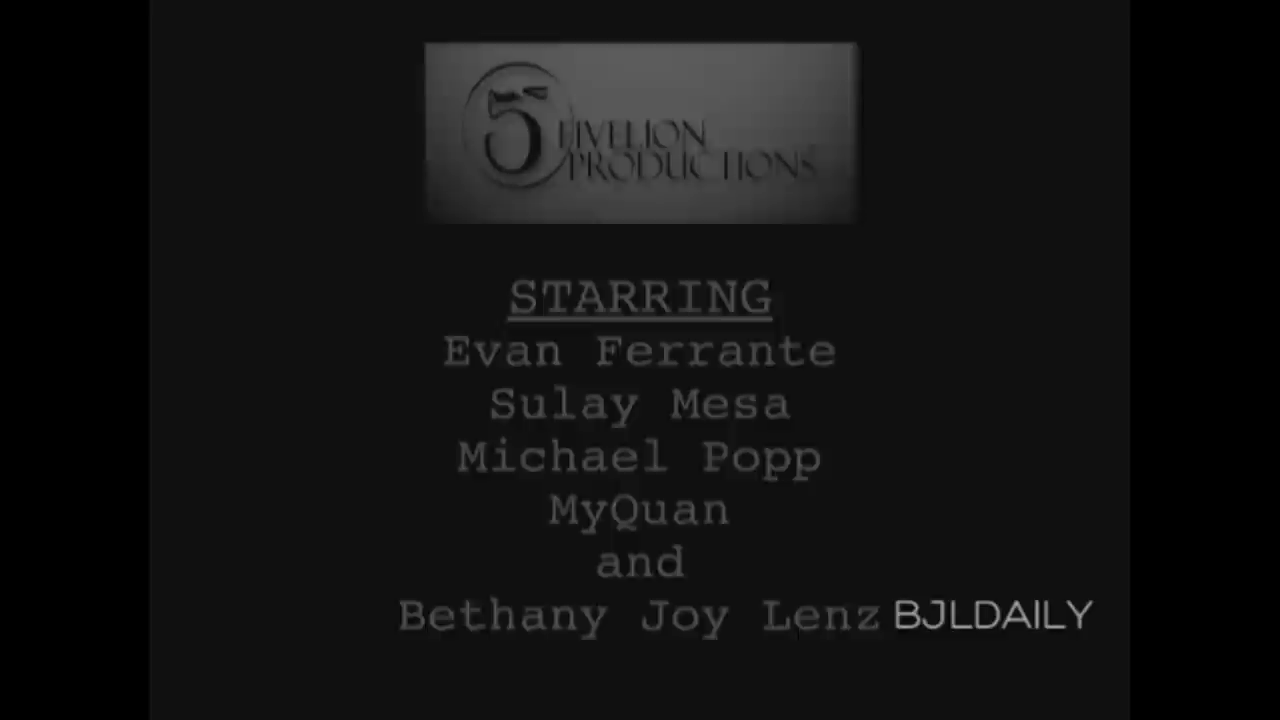 5 FIVELION
PRODUCTIONS
STARRING
Evan Ferrante
Sulay Mesa
Michael Popp
MyQuan
and
Bethany Joy Lenz BJLDAILY